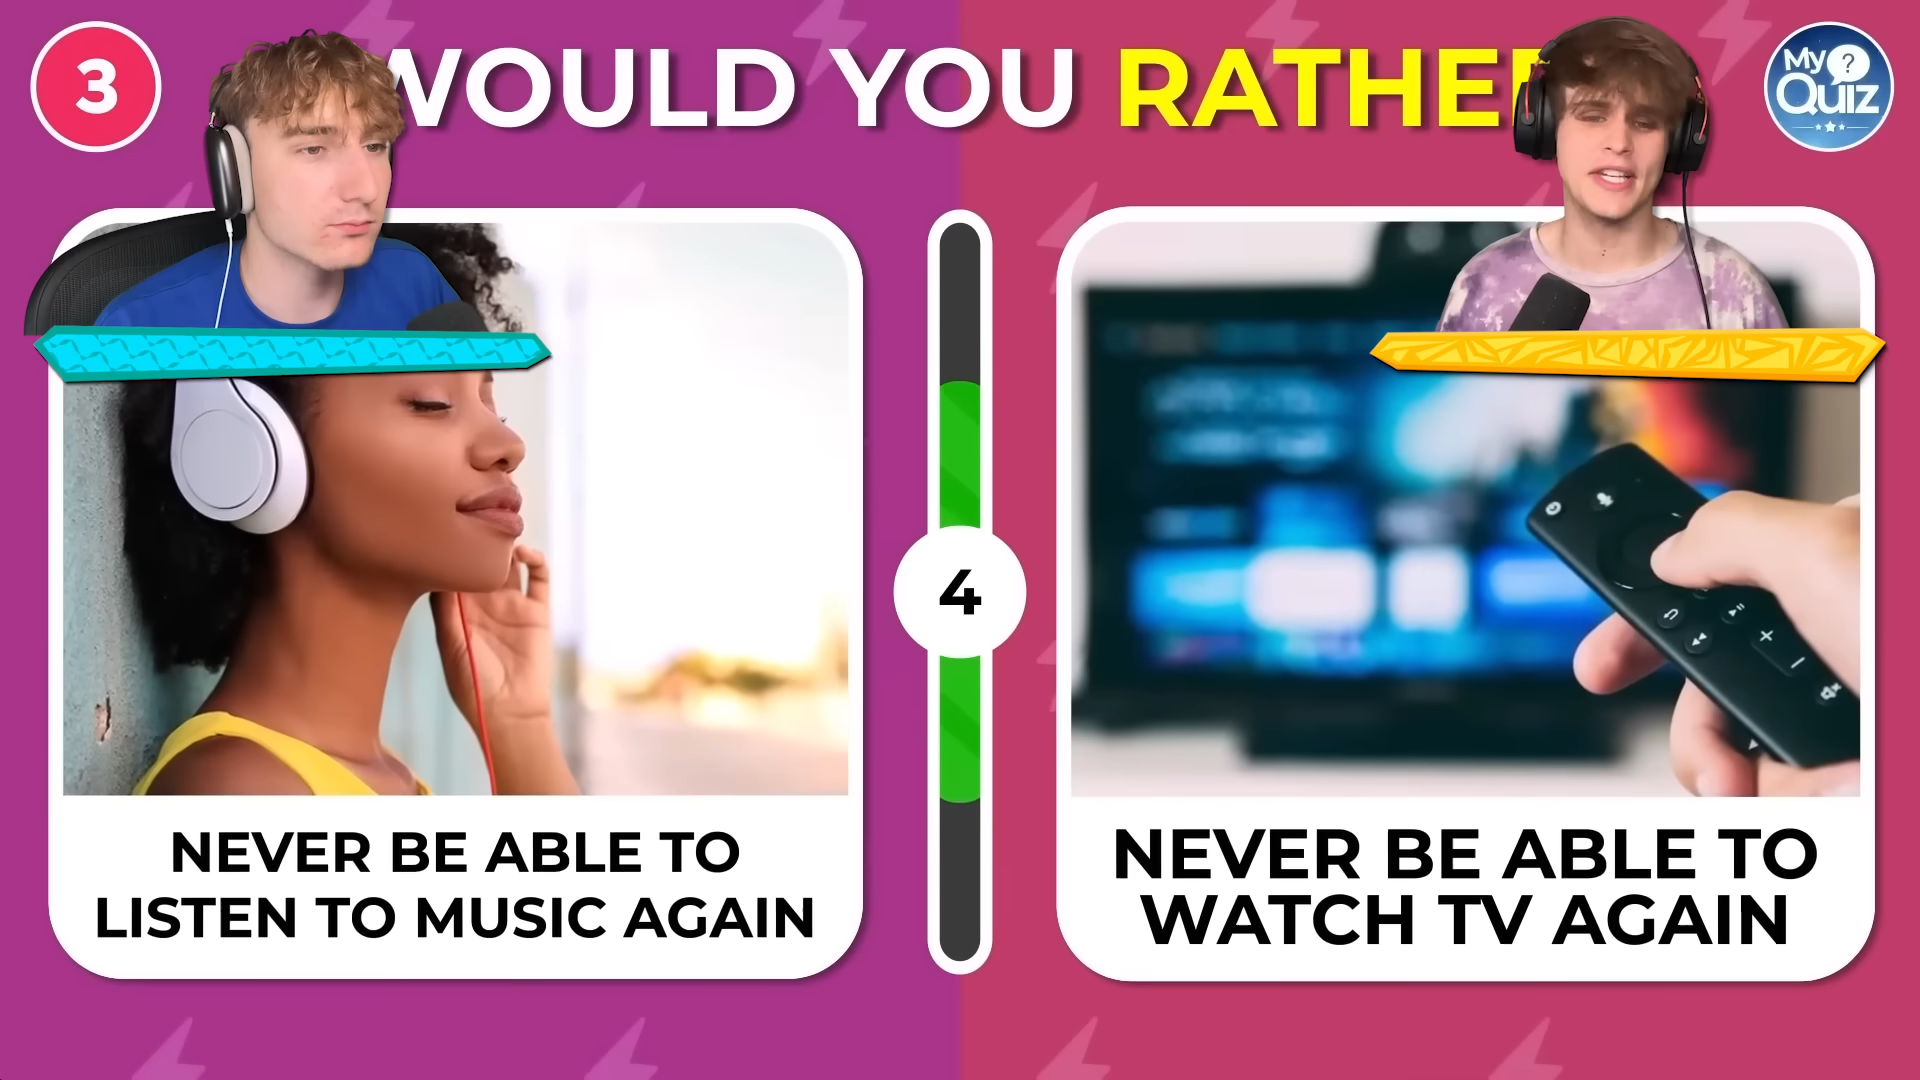 3
WOULD YOU RATHER
My ?
Quiz
4
NEVER BE ABLE TO
LISTEN TO MUSIC AGAIN
NEVER BE ABLE TO
WATCH TV AGAIN